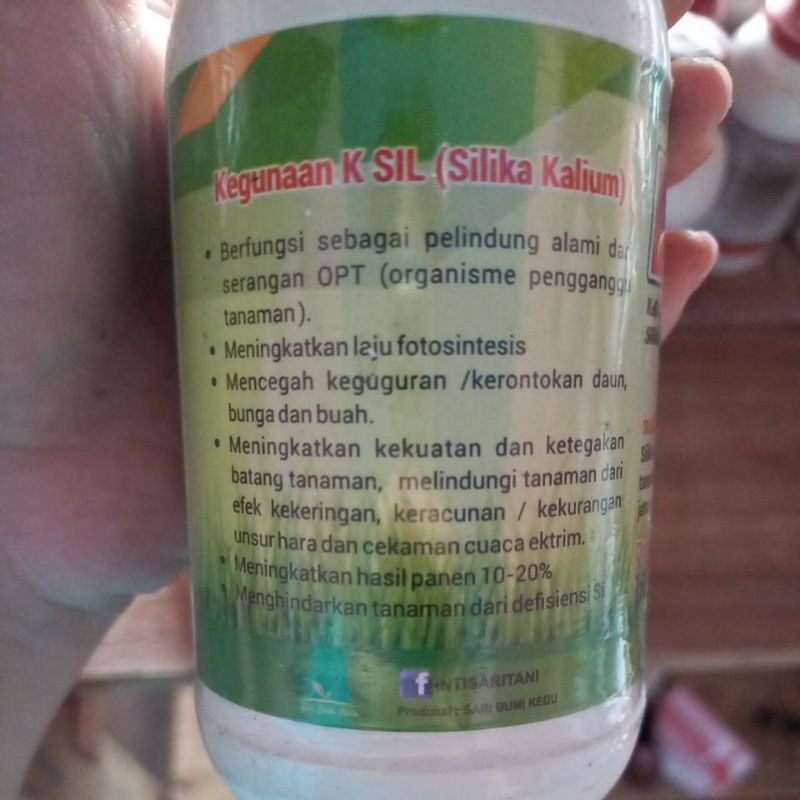 Kegunaan K SIL (Silika Kalium)
• Berfungsi sebagai pelindung alami dari
serangan OPT (organisme pengganggu
tanaman).
• Meningkatkan laju fotosintesis
• Mencegah keguguran /kerontokan daun,
bunga dan buah.
• Meningkatkan kekuatan dan ketegakan
batang tanaman, melindungi tanaman dari
efek kekeringan, keracunan / kekurangan
unsur hara dan cekaman cuaca ektrim.
• Meningkatkan hasil panen 10-20%
• Menghindarkan tanaman dari defisiensi Si
f INTISARITANI
Produksi : SARI BUMI KEDU